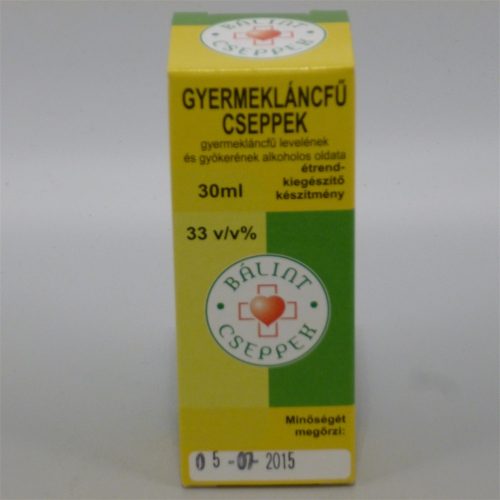 BÁLINT
CSEPPEK
GYERMEKLÁNCFŰ
CSEPPEK
gyermekláncfű levelének
és gyökerének alkoholos oldata
étrend-
30ml kiegészítő
készítmény
33 v/v%
BÁLINT
CSEPPEK
Minőségét
megőrzi:
05-07-2015